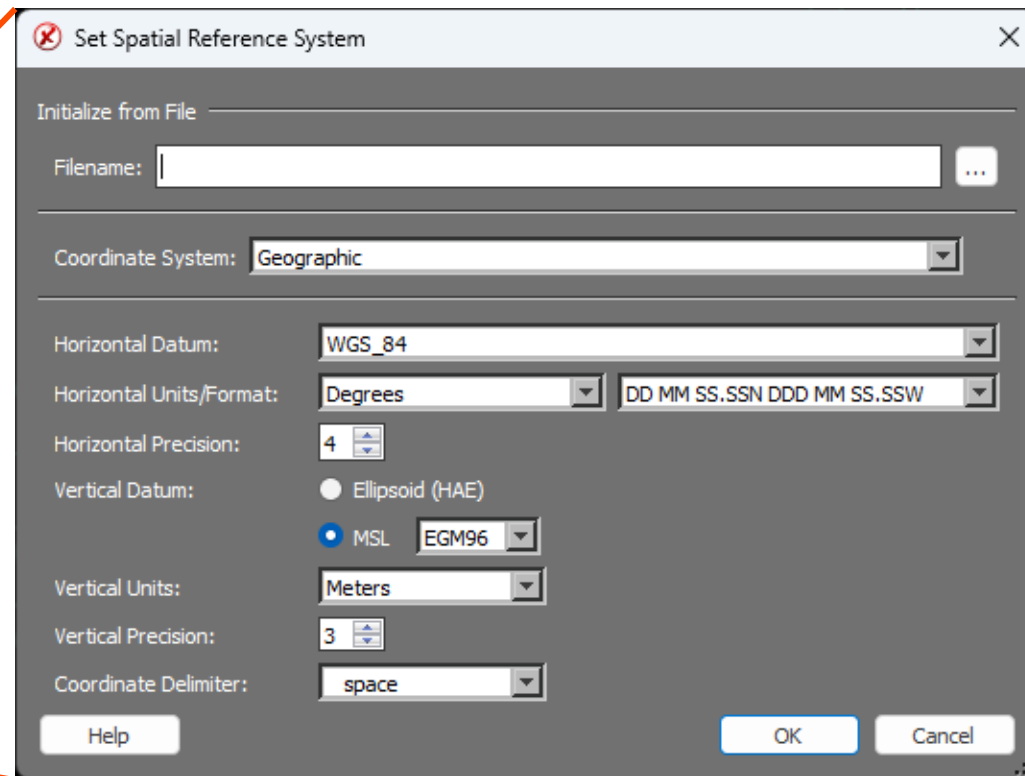 Set Spatial Reference System
Initialize from File
Filename:
...
Coordinate System: Geographic
Horizontal Datum: WGS_84
Horizontal Units/Format: Degrees DD MM SS.SSN DDD MM SS.SSW
Horizontal Precision: 4
Vertical Datum: Ellipsoid (HAE)
MSL EGM96
Vertical Units: Meters
Vertical Precision: 3
Coordinate Delimiter: space
Help OK Cancel